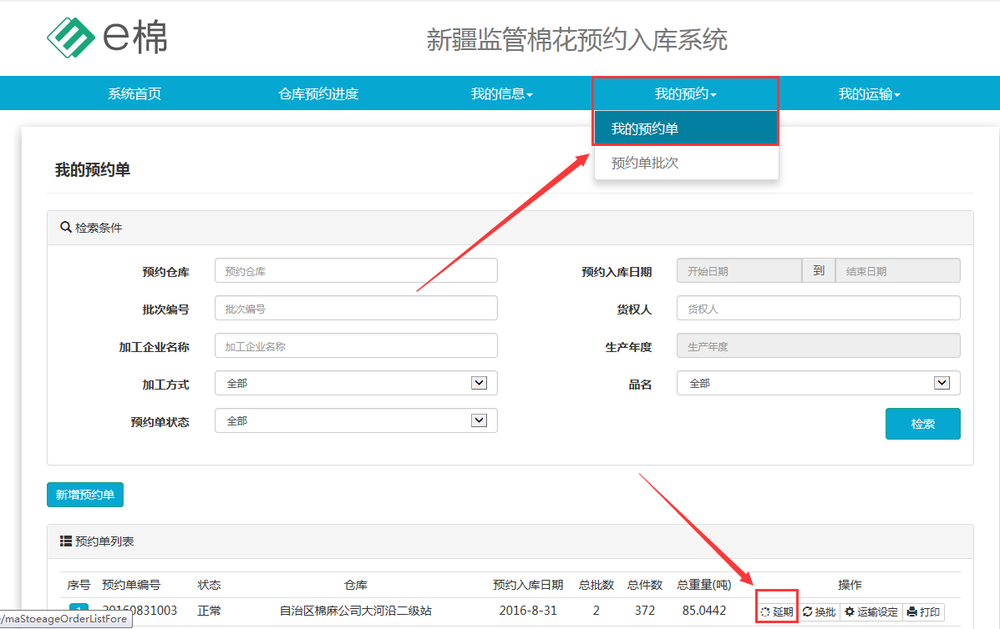 e棉
新疆监管棉花预约入库系统
系统首页 仓库预约进度 我的信息 我的预约 我的运输
我的预约单
预约单批次
我的预约单
检索条件
预约仓库 预约仓库 预约入库日期 开始日期 到 结束日期
批次编号 批次编号 货权人 货权人
加工企业名称 加工企业名称 生产年度 生产年度
加工方式 全部 品名 全部
预约单状态 全部 检索
新增预约单
预约单列表
序号 预约单编号 状态 仓库 预约入库日期 总批数 总件数 总重量(吨) 操作
1 20160831003 正常 自治区棉麻公司大河沿二级站 2016-8-31 2 372 85.0442 延期 换批 运输设定 打印
/maStoeageOrderListFore